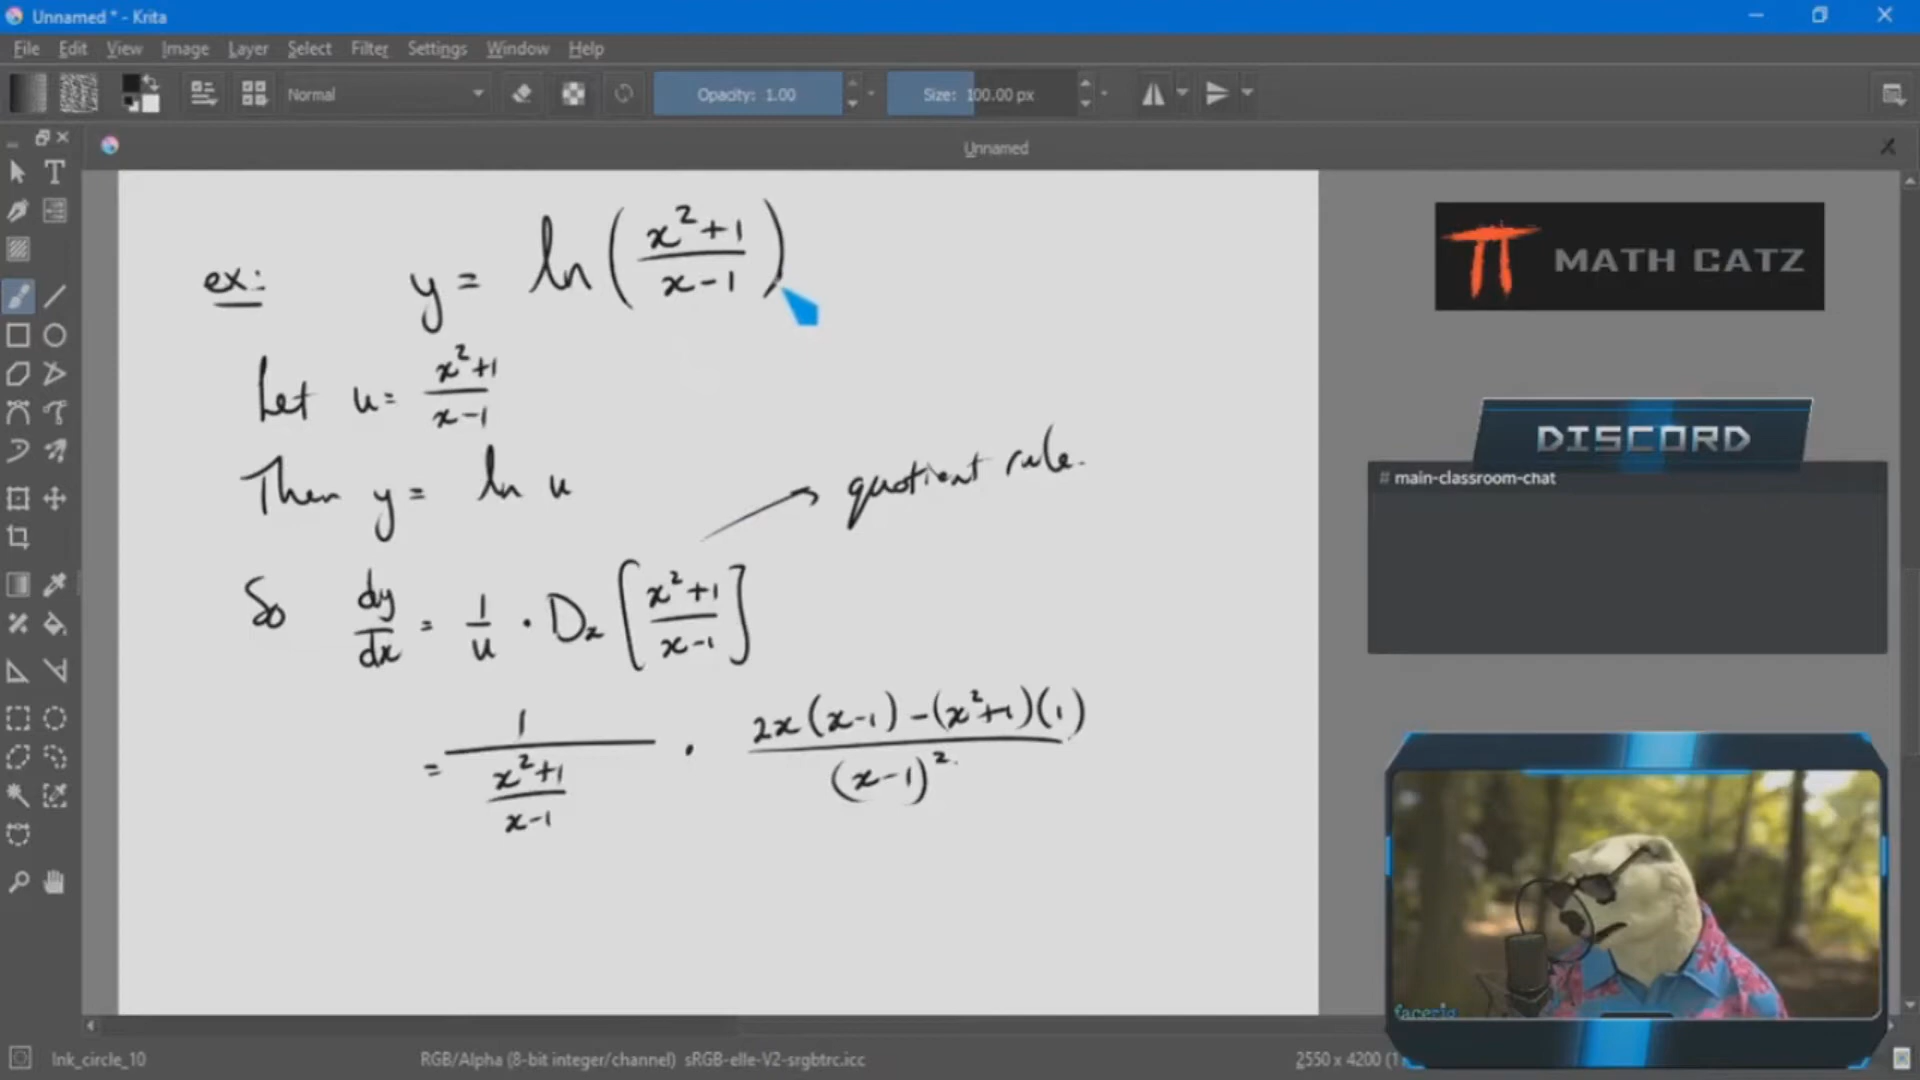 Unnamed * - Krita
File Edit View Image Layer Select Filter Settings Window Help
Normal Opacity: 1.00 Size: 100.00 px
Unnamed
ex: y = ln((x²+1)/(x-1))
Let u = (x²+1)/(x-1)
Then y = ln u
quotient rule.
So dy/dx = 1/u · Dx[(x²+1)/(x-1)]
= 1/((x²+1)/(x-1)) · (2x(x-1)-(x²+1)(1))/(x-1)²
π MATH CATZ
DISCORD
# main-classroom-chat
facerig
Ink_circle_10 RGB/Alpha (8-bit integer/channel) sRGB-elle-V2-srgbtrc.icc 2550 x 4200 (1